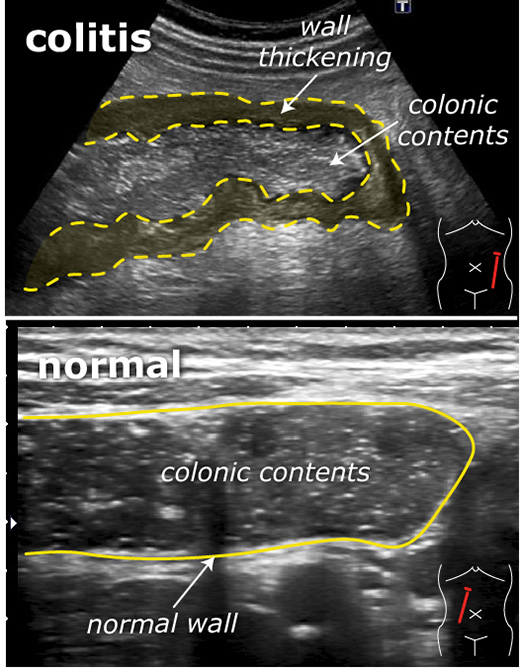 T
colitis
wall
thickening
colonic
contents
normal
colonic contents
normal wall